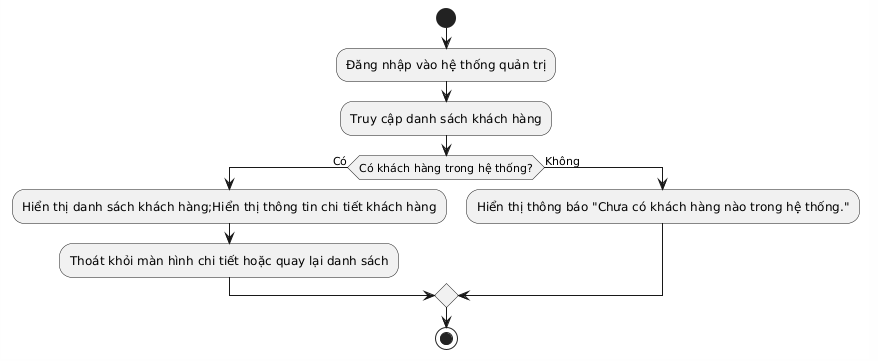 Đăng nhập vào hệ thống quản trị
Truy cập danh sách khách hàng
Có
Có khách hàng trong hệ thống?
Không
Hiển thị danh sách khách hàng;Hiển thị thông tin chi tiết khách hàng
Hiển thị thông báo "Chưa có khách hàng nào trong hệ thống."
Thoát khỏi màn hình chi tiết hoặc quay lại danh sách